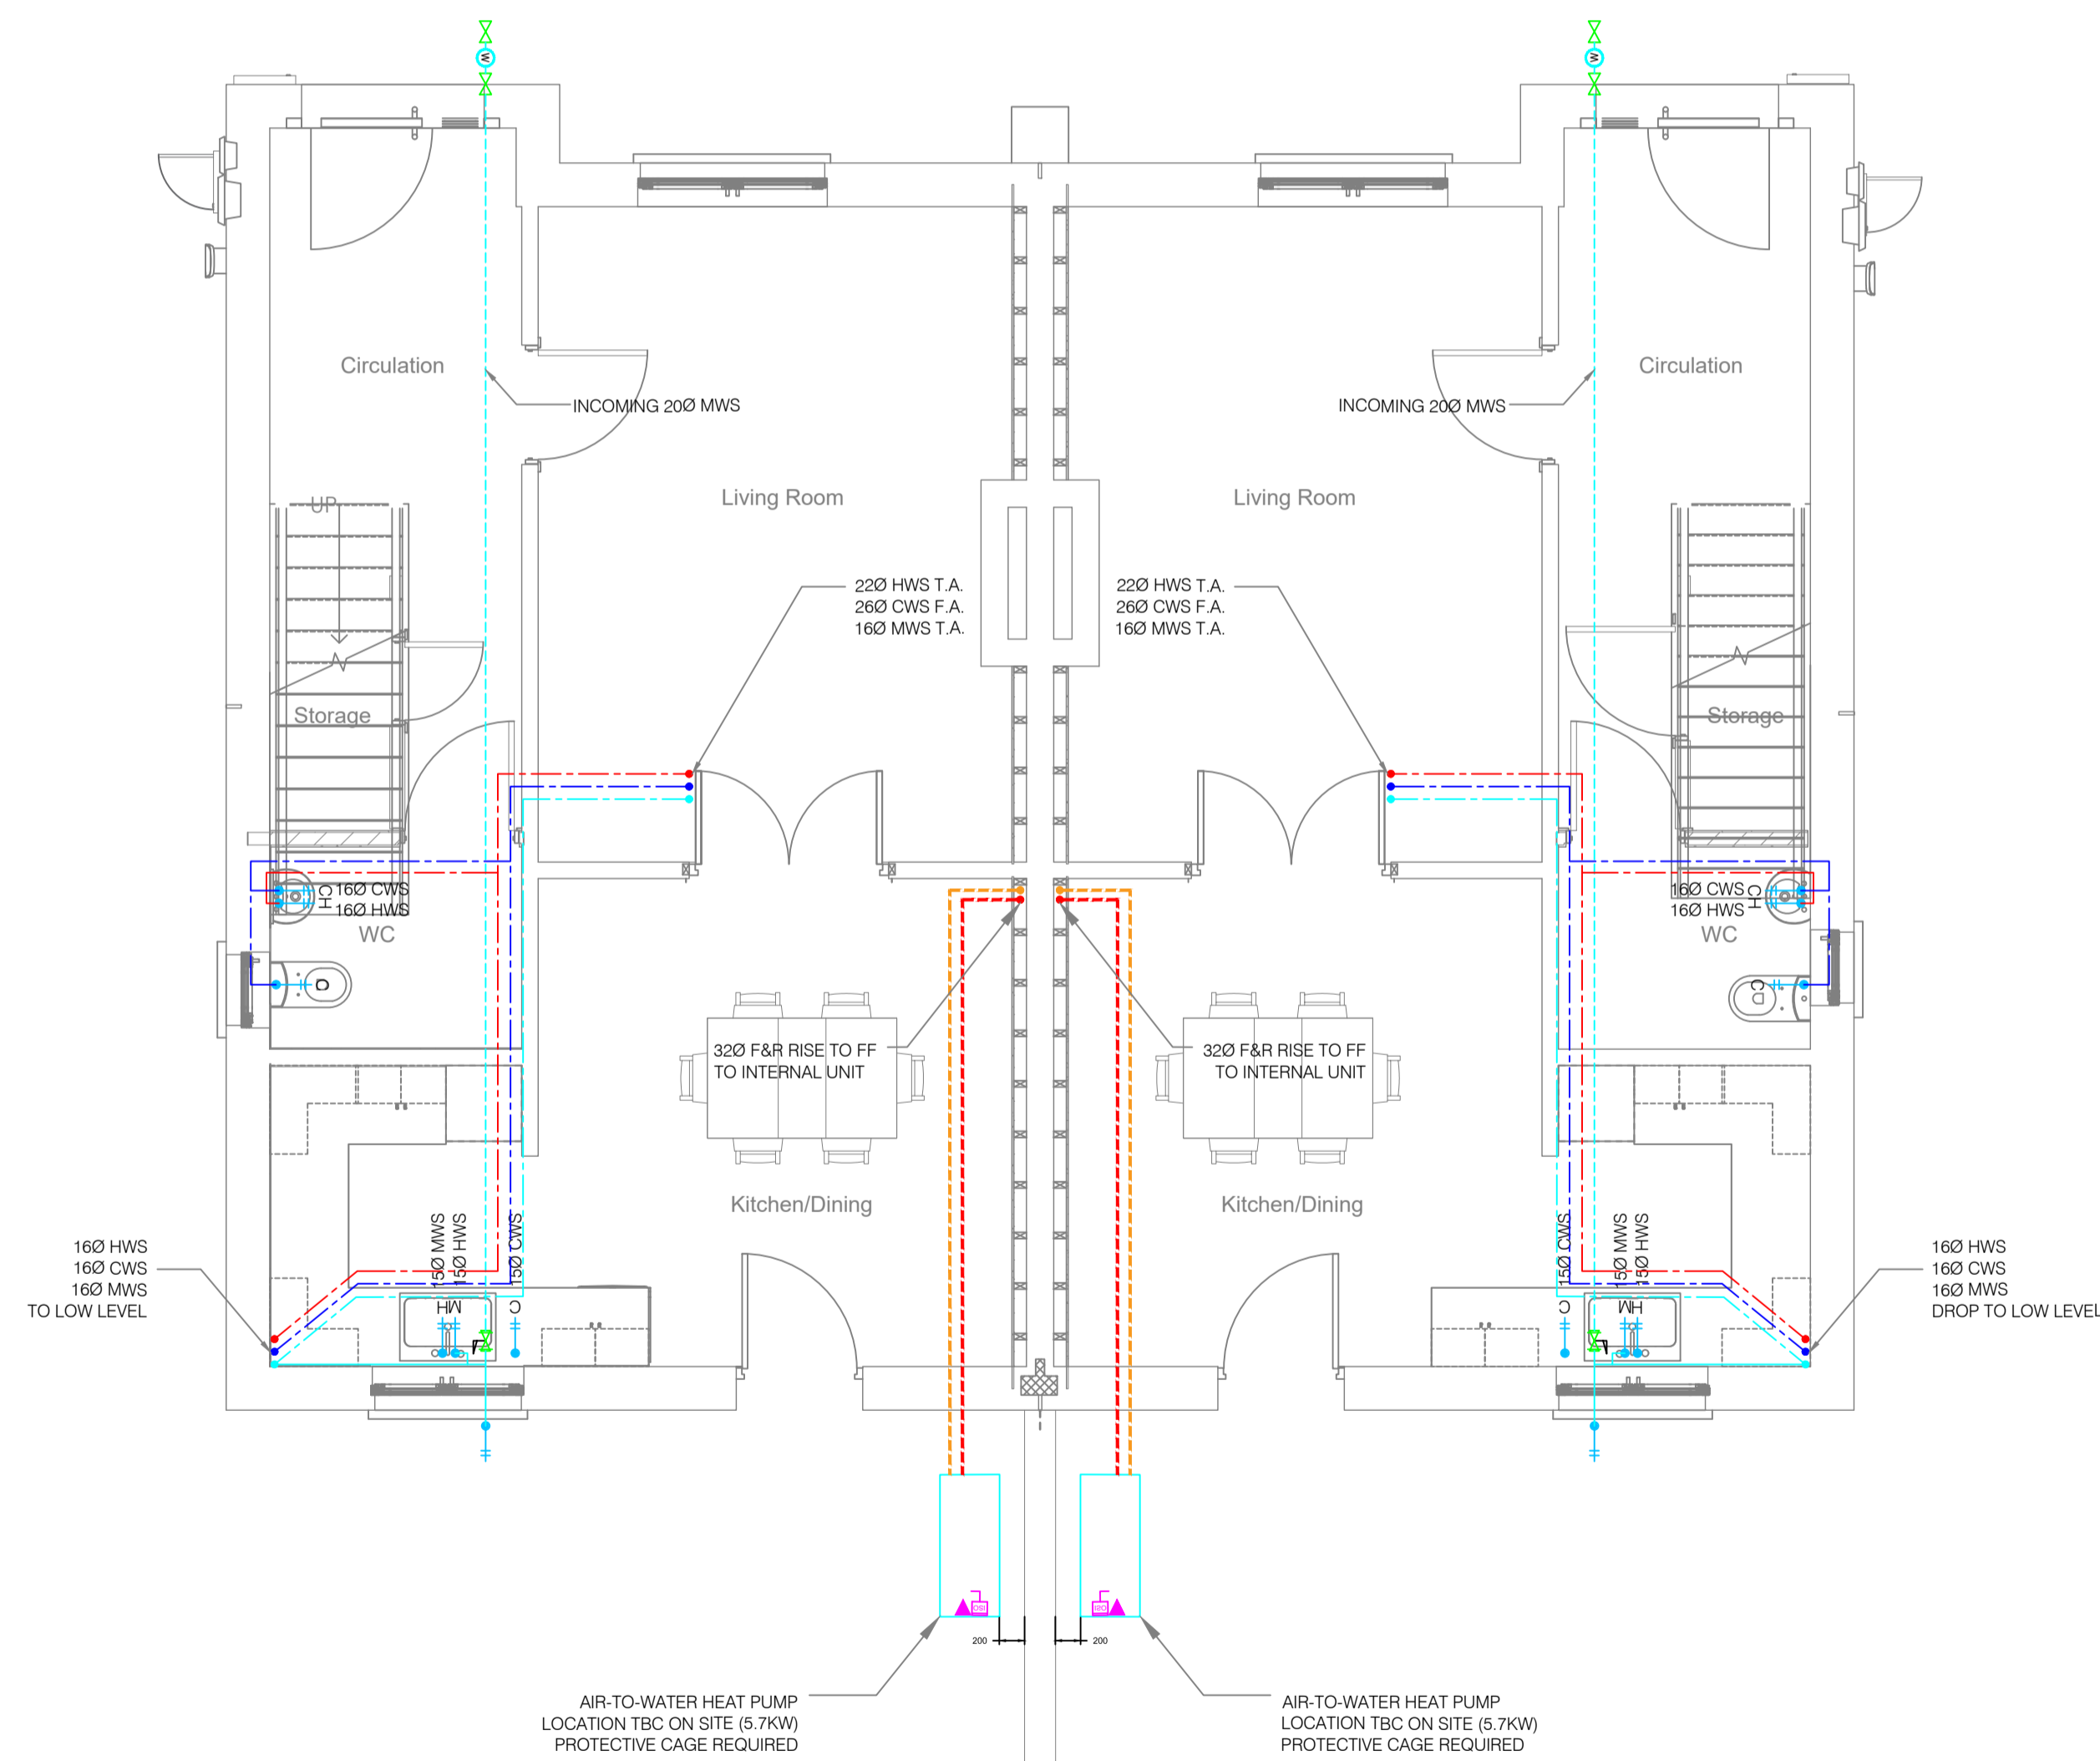 W
W
Circulation
Circulation
INCOMING 20Ø MWS
INCOMING 20Ø MWS
UP
Living Room
Living Room
22Ø HWS T.A.
26Ø CWS F.A.
16Ø MWS T.A.
22Ø HWS T.A.
26Ø CWS F.A.
16Ø MWS T.A.
Storage
Storage
CH
16Ø CWS
16Ø HWS
WC
C
16Ø CWS
16Ø HWS
CH
WC
C
32Ø F&R RISE TO FF
TO INTERNAL UNIT
32Ø F&R RISE TO FF
TO INTERNAL UNIT
Kitchen/Dining
Kitchen/Dining
15Ø MWS
15Ø HWS
15Ø CWS
15Ø CWS
15Ø MWS
15Ø HWS
16Ø HWS
16Ø CWS
16Ø MWS
TO LOW LEVEL
16Ø HWS
16Ø CWS
16Ø MWS
DROP TO LOW LEVEL
MH
C
C
MH
ISO
ISO
200
200
AIR-TO-WATER HEAT PUMP
LOCATION TBC ON SITE (5.7KW)
PROTECTIVE CAGE REQUIRED
AIR-TO-WATER HEAT PUMP
LOCATION TBC ON SITE (5.7KW)
PROTECTIVE CAGE REQUIRED